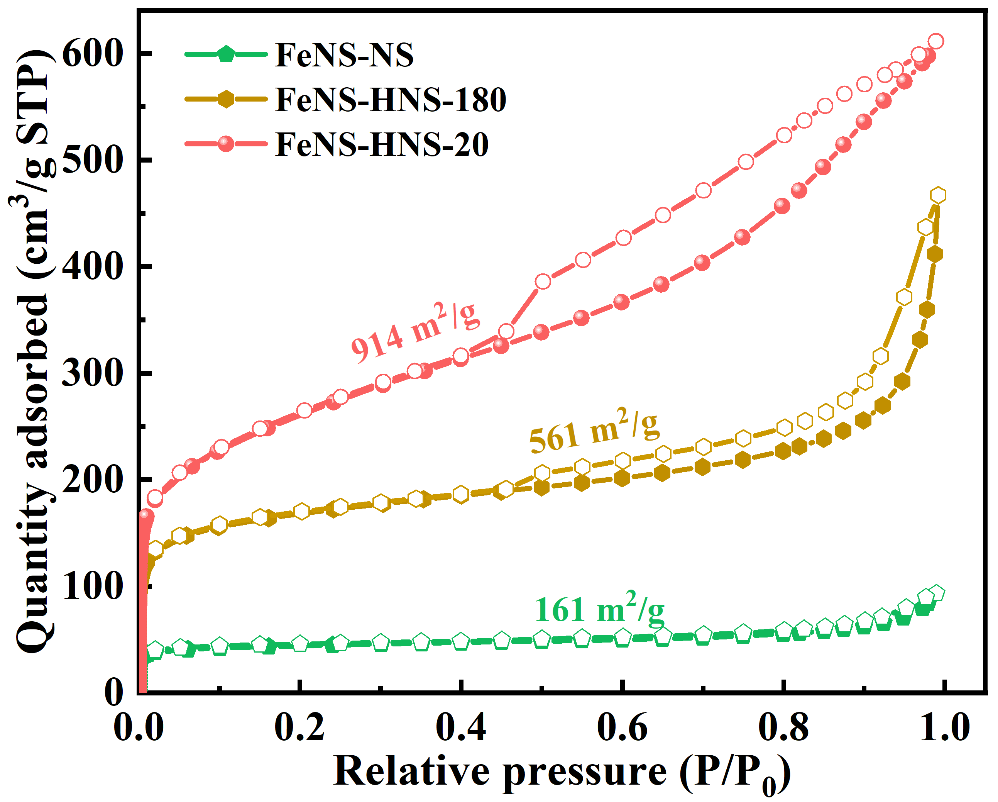 FeNS-NS
FeNS-HNS-180
FeNS-HNS-20
914 m²/g
561 m²/g
161 m²/g
Quantity adsorbed (cm³/g STP)
600
500
400
300
200
100
0
0.0 0.2 0.4 0.6 0.8 1.0
Relative pressure (P/P₀)